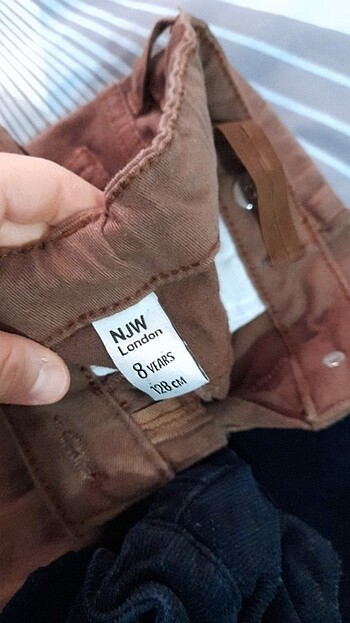 NJW
London
8 YEARS
128 CM